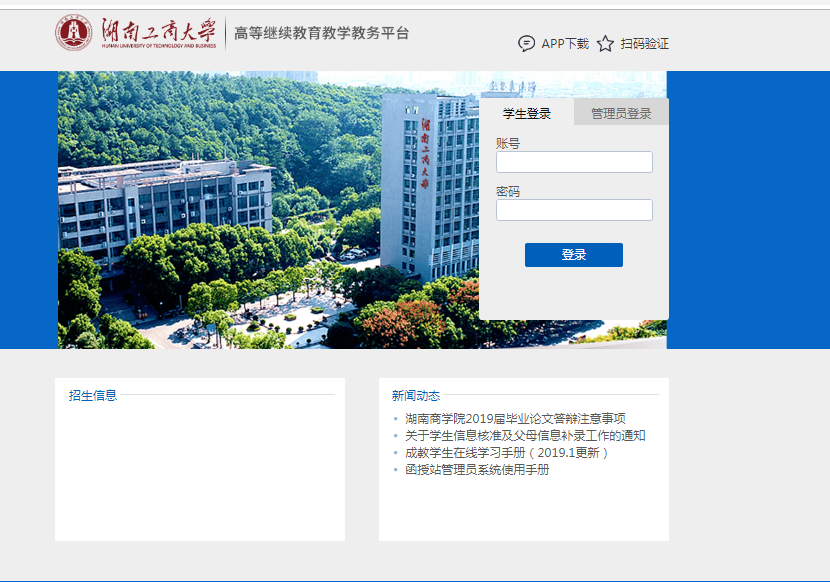 湖南工商大学
HUNAN UNIVERSITY OF TECHNOLOGY AND BUSINESS
高等继续教育教学教务平台
APP下载
扫码验证
湖南工商大学
学生登录
管理员登录
账号
密码
登录
招生信息
新闻动态
湖南商学院2019届毕业论文答辩注意事项
关于学生信息核准及父母信息补录工作的通知
成教学生在线学习手册（2019.1更新）
函授站管理员系统使用手册